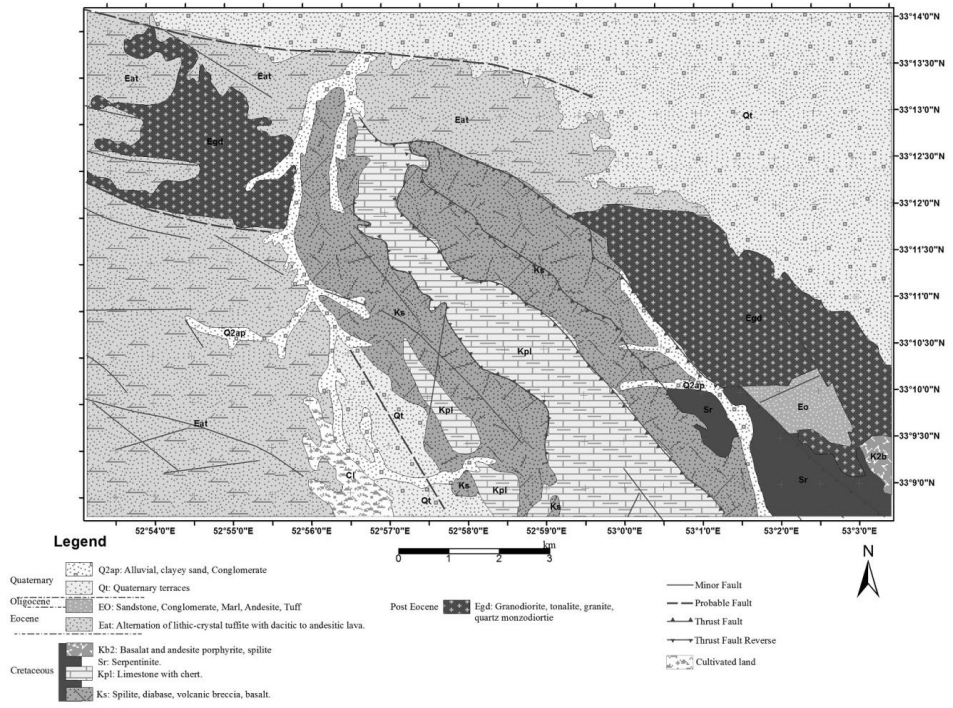 33°14'0"N
33°13'30"N
33°13'0"N
33°12'30"N
33°12'0"N
33°11'30"N
33°11'0"N
33°10'30"N
33°10'0"N
33°9'30"N
33°9'0"N
Eat
Eat
Eat
Qt
Egd
Ks
Ks
Egd
Q2ap
Kpl
Q2ap
Eo
Kpl
Qt
Sr
Eat
K2b
Cl
Ks
Kpl
Sr
Qt
Ks
52°54'0"E 52°55'0"E 52°56'0"E 52°57'0"E 52°58'0"E 52°59'0"E 53°0'0"E 53°1'0"E 53°2'0"E 53°3'0"E
km
0 1 2 3
N
Legend
Quaternary
Q2ap: Alluvial, clayey sand, Conglomerate
Qt: Quaternary terraces
Oligocene
EO: Sandstone, Conglomerate, Marl, Andesite, Tuff
Eocene
Eat: Alternation of lithic-crystal tuffite with dacitic to andesitic lava.
Kb2: Basalat and andesite porphyrite, spilite
Sr: Serpentinite.
Cretaceous
Kpl: Limestone with chert.
Ks: Spilite, diabase, volcanic breccia, basalt.
Post Eocene
Egd: Granodiorite, tonalite, granite,
quartz monzodiortie
Minor Fault
Probable Fault
Thrust Fault
Thrust Fault Reverse
Cultivated land